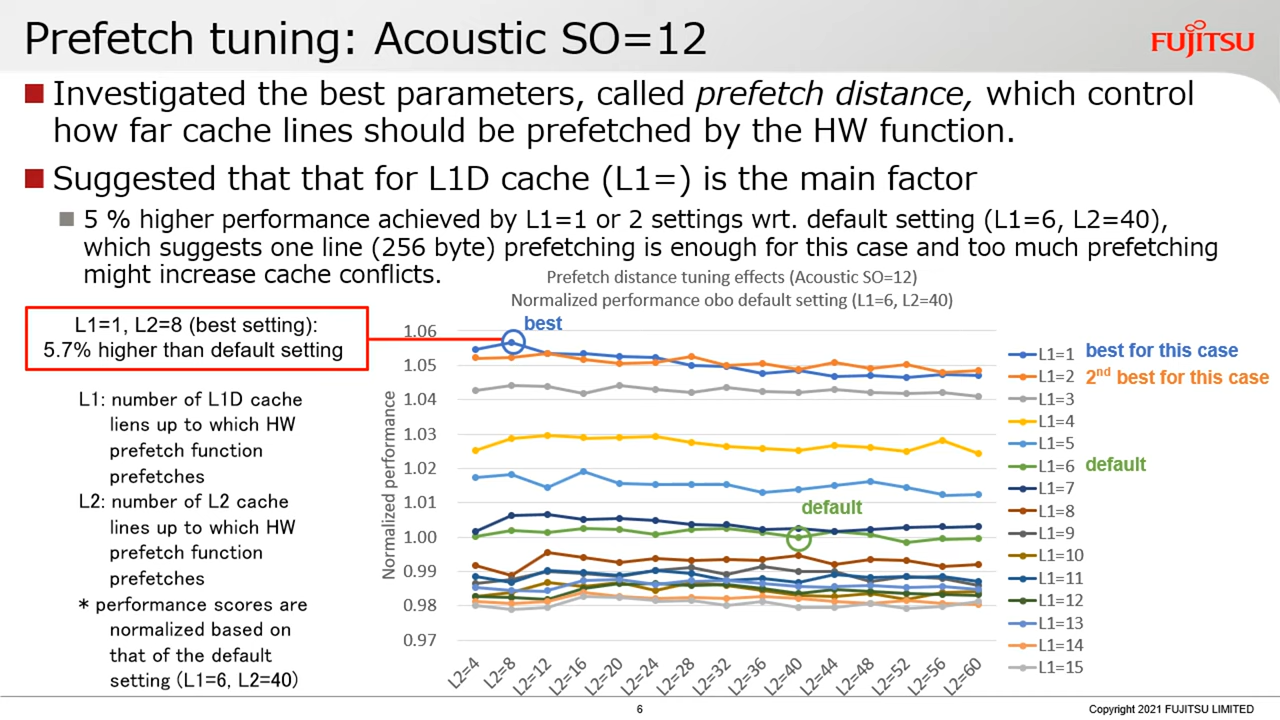 Prefetch tuning: Acoustic SO=12
FUJITSU
Investigated the best parameters, called prefetch distance, which control
how far cache lines should be prefetched by the HW function.
Suggested that that for L1D cache (L1=) is the main factor
5 % higher performance achieved by L1=1 or 2 settings wrt. default setting (L1=6, L2=40),
which suggests one line (256 byte) prefetching is enough for this case and too much prefetching
might increase cache conflicts.
Prefetch distance tuning effects (Acoustic SO=12)
Normalized performance obo default setting (L1=6, L2=40)
L1=1, L2=8 (best setting):
5.7% higher than default setting
L1: number of L1D cache
liens up to which HW
prefetch function
prefetches
L2: number of L2 cache
lines up to which HW
prefetch function
prefetches
* performance scores are
normalized based on
that of the default
setting (L1=6, L2=40)
Normalized performance
1.06
1.05
1.04
1.03
1.02
1.01
1.00
0.99
0.98
0.97
best
default
L2=4
L2=8
L2=12
L2=16
L2=20
L2=24
L2=28
L2=32
L2=36
L2=40
L2=44
L2=48
L2=52
L2=56
L2=60
L1=1 best for this case
L1=2 2nd best for this case
L1=3
L1=4
L1=5
L1=6 default
L1=7
L1=8
L1=9
L1=10
L1=11
L1=12
L1=13
L1=14
L1=15
6
Copyright 2021 FUJITSU LIMITED